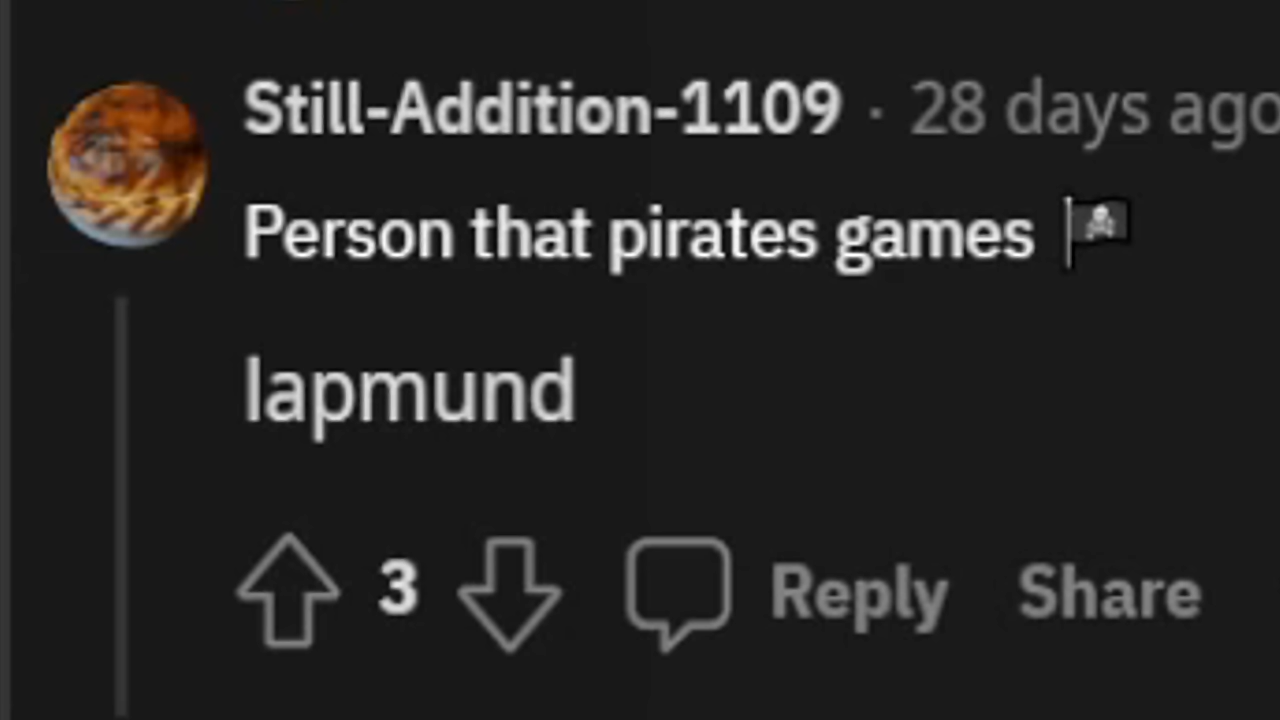 Still-Addition-1109 · 28 days ago
Person that pirates games 🏴‍☠️
lapmund
3 Reply Share